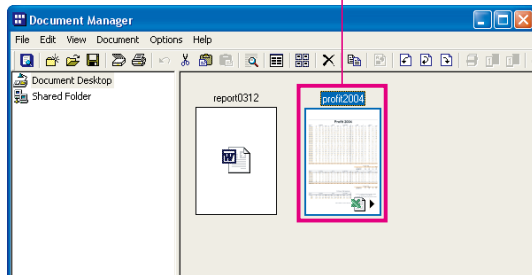 Document Manager
File Edit View Document Options Help
Document Desktop
Shared Folder
report0312
profit2004
Profit 2004